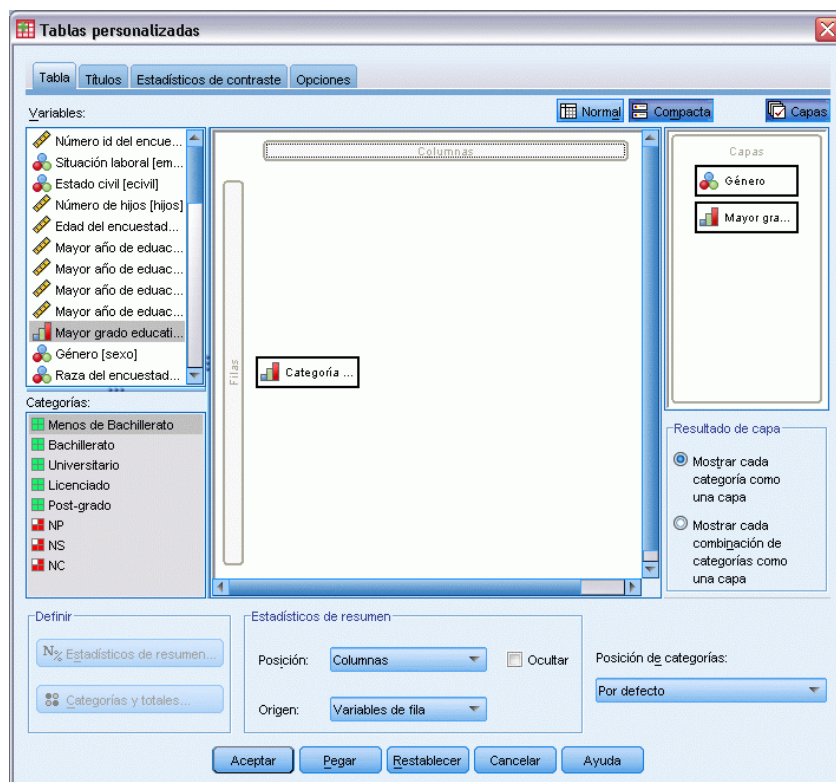 Tablas personalizadas
Tabla
Títulos
Estadísticos de contraste
Opciones
Variables:
Normal
Compacta
Capas
Número id del encue...
Situación laboral [em...
Estado civil [ecivil]
Número de hijos [hijos]
Edad del encuestad...
Mayor año de eduac...
Mayor año de eduac...
Mayor año de eduac...
Mayor año de eduac...
Mayor grado educati...
Género [sexo]
Raza del encuestad...
Columnas
Filas
Categoría ...
Capas
Género
Mayor gra...
Categorías:
Menos de Bachillerato
Bachillerato
Universitario
Licenciado
Post-grado
NP
NS
NC
Resultado de capa
Mostrar cada
categoría como
una capa
Mostrar cada
combinación de
categorías como
una capa
Definir
N% Estadísticos de resumen...
Categorías y totales...
Estadísticos de resumen
Posición:
Columnas
Ocultar
Origen:
Variables de fila
Posición de categorías:
Por defecto
Aceptar
Pegar
Restablecer
Cancelar
Ayuda